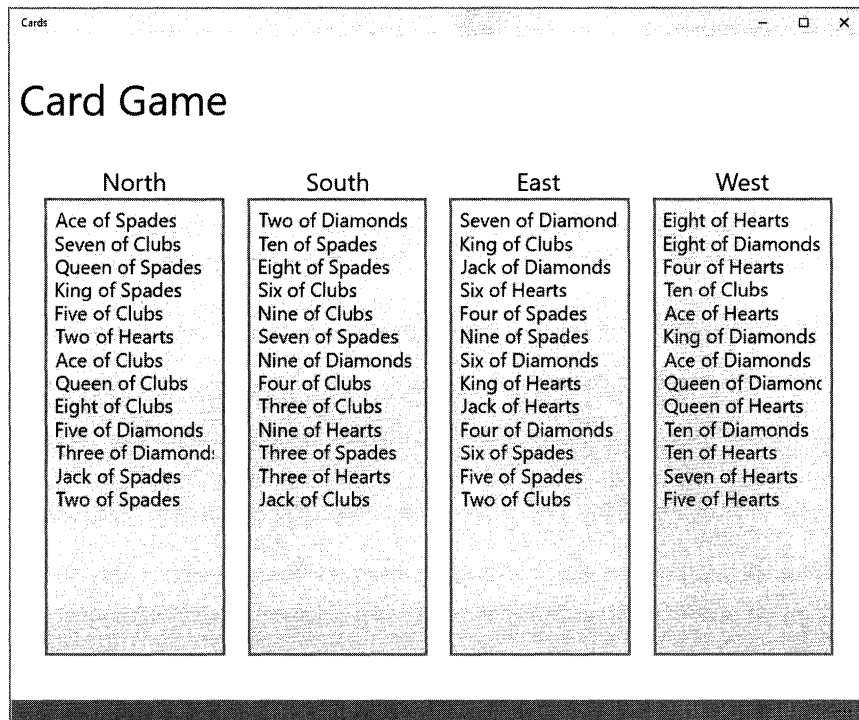 Cards
Card Game
North
Ace of Spades
Seven of Clubs
Queen of Spades
King of Spades
Five of Clubs
Two of Hearts
Ace of Clubs
Queen of Clubs
Eight of Clubs
Five of Diamonds
Three of Diamond
Jack of Spades
Two of Spades
South
Two of Diamonds
Ten of Spades
Eight of Spades
Six of Clubs
Nine of Clubs
Seven of Spades
Nine of Diamonds
Four of Clubs
Three of Clubs
Nine of Hearts
Three of Spades
Three of Hearts
Jack of Clubs
East
Seven of Diamond
King of Clubs
Jack of Diamonds
Six of Hearts
Four of Spades
Nine of Spades
Six of Diamonds
King of Hearts
Jack of Hearts
Four of Diamonds
Six of Spades
Five of Spades
Two of Clubs
West
Eight of Hearts
Eight of Diamonds
Four of Hearts
Ten of Clubs
Ace of Hearts
King of Diamonds
Ace of Diamonds
Queen of Diamond
Queen of Hearts
Ten of Diamonds
Ten of Hearts
Seven of Hearts
Five of Hearts